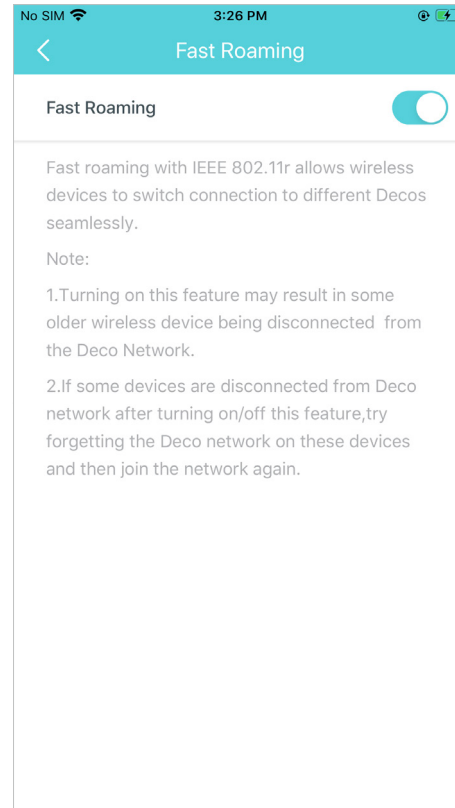 No SIM 3:26 PM
Fast Roaming
Fast Roaming
Fast roaming with IEEE 802.11r allows wireless
devices to switch connection to different Decos
seamlessly.
Note:
1.Turning on this feature may result in some
older wireless device being disconnected  from
the Deco Network.
2.If some devices are disconnected from Deco
network after turning on/off this feature,try
forgetting the Deco network on these devices
and then join the network again.